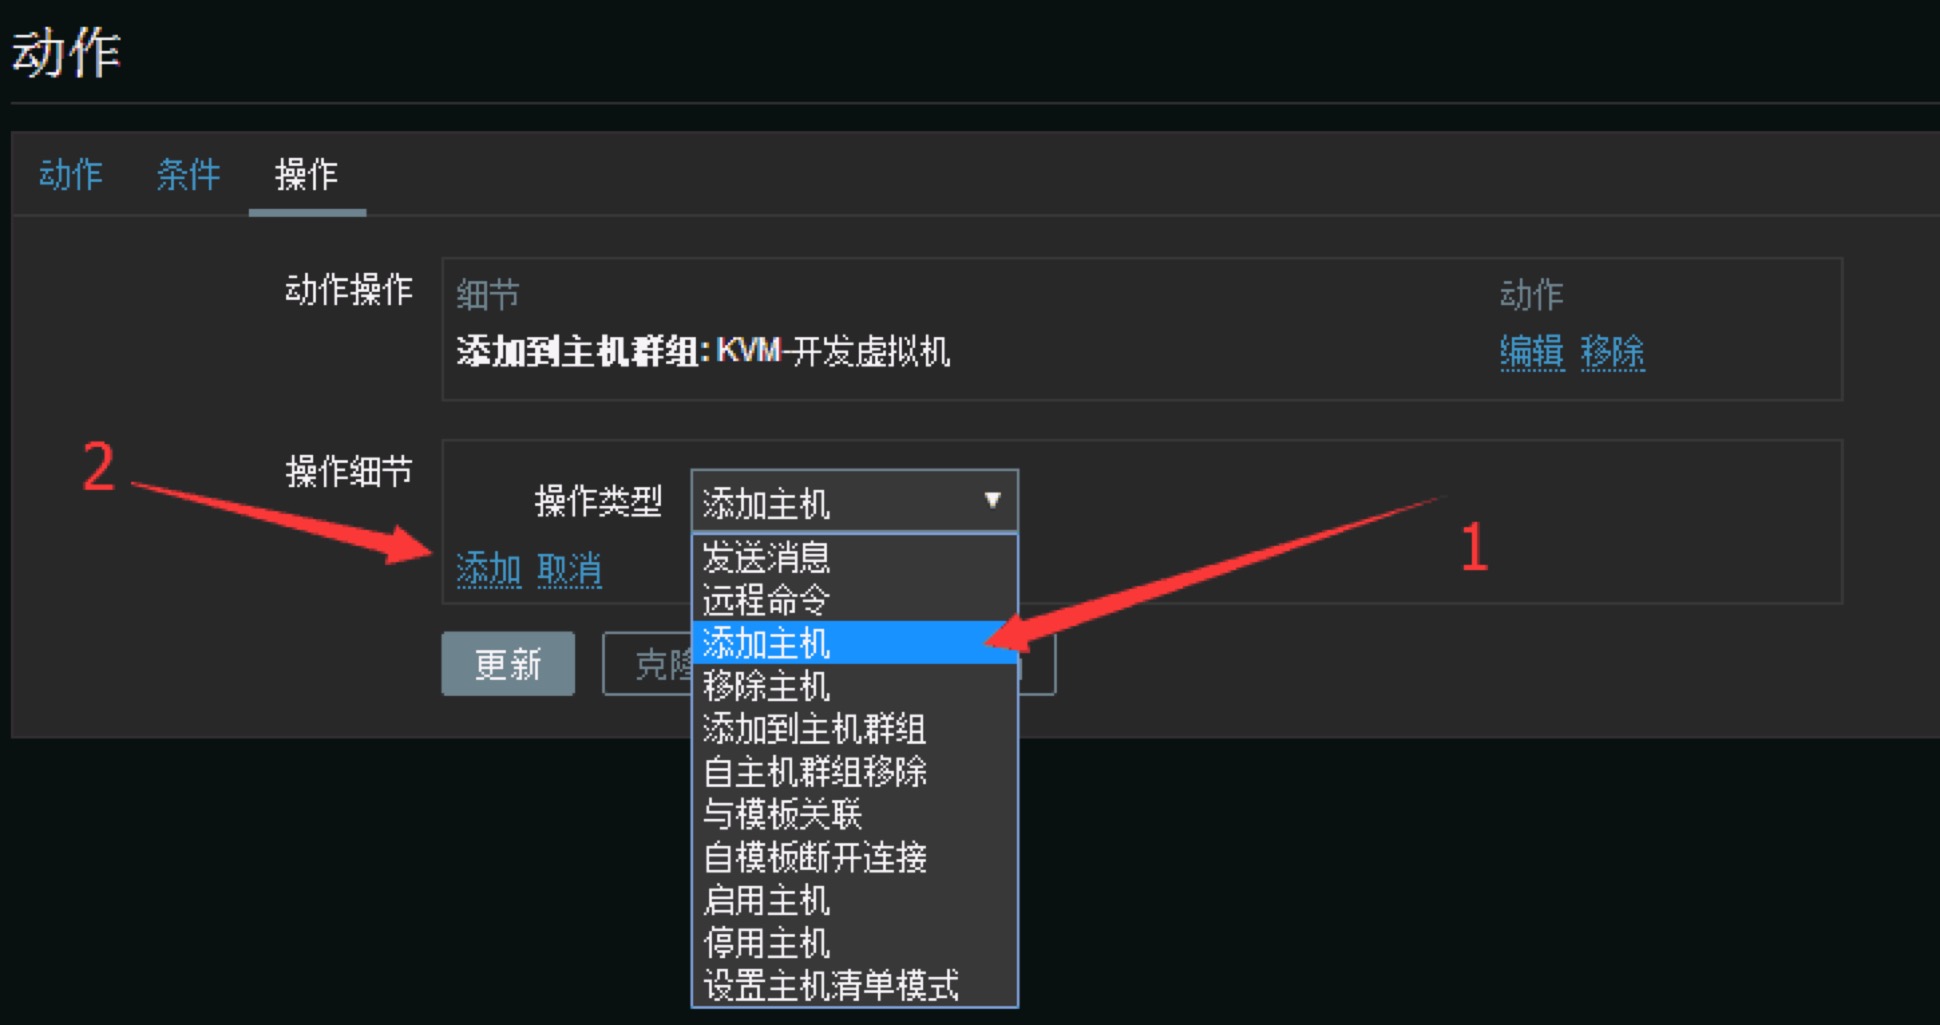 动作
动作 条件 操作
动作操作 细节 动作
添加到主机群组: KVM-开发虚拟机 编辑 移除
2 操作细节
操作类型 添加主机
1
添加 取消
发送消息
远程命令
添加主机
更新 克隆
移除主机
添加到主机群组
自主机群组移除
与模板关联
自模板断开连接
启用主机
停用主机
设置主机清单模式